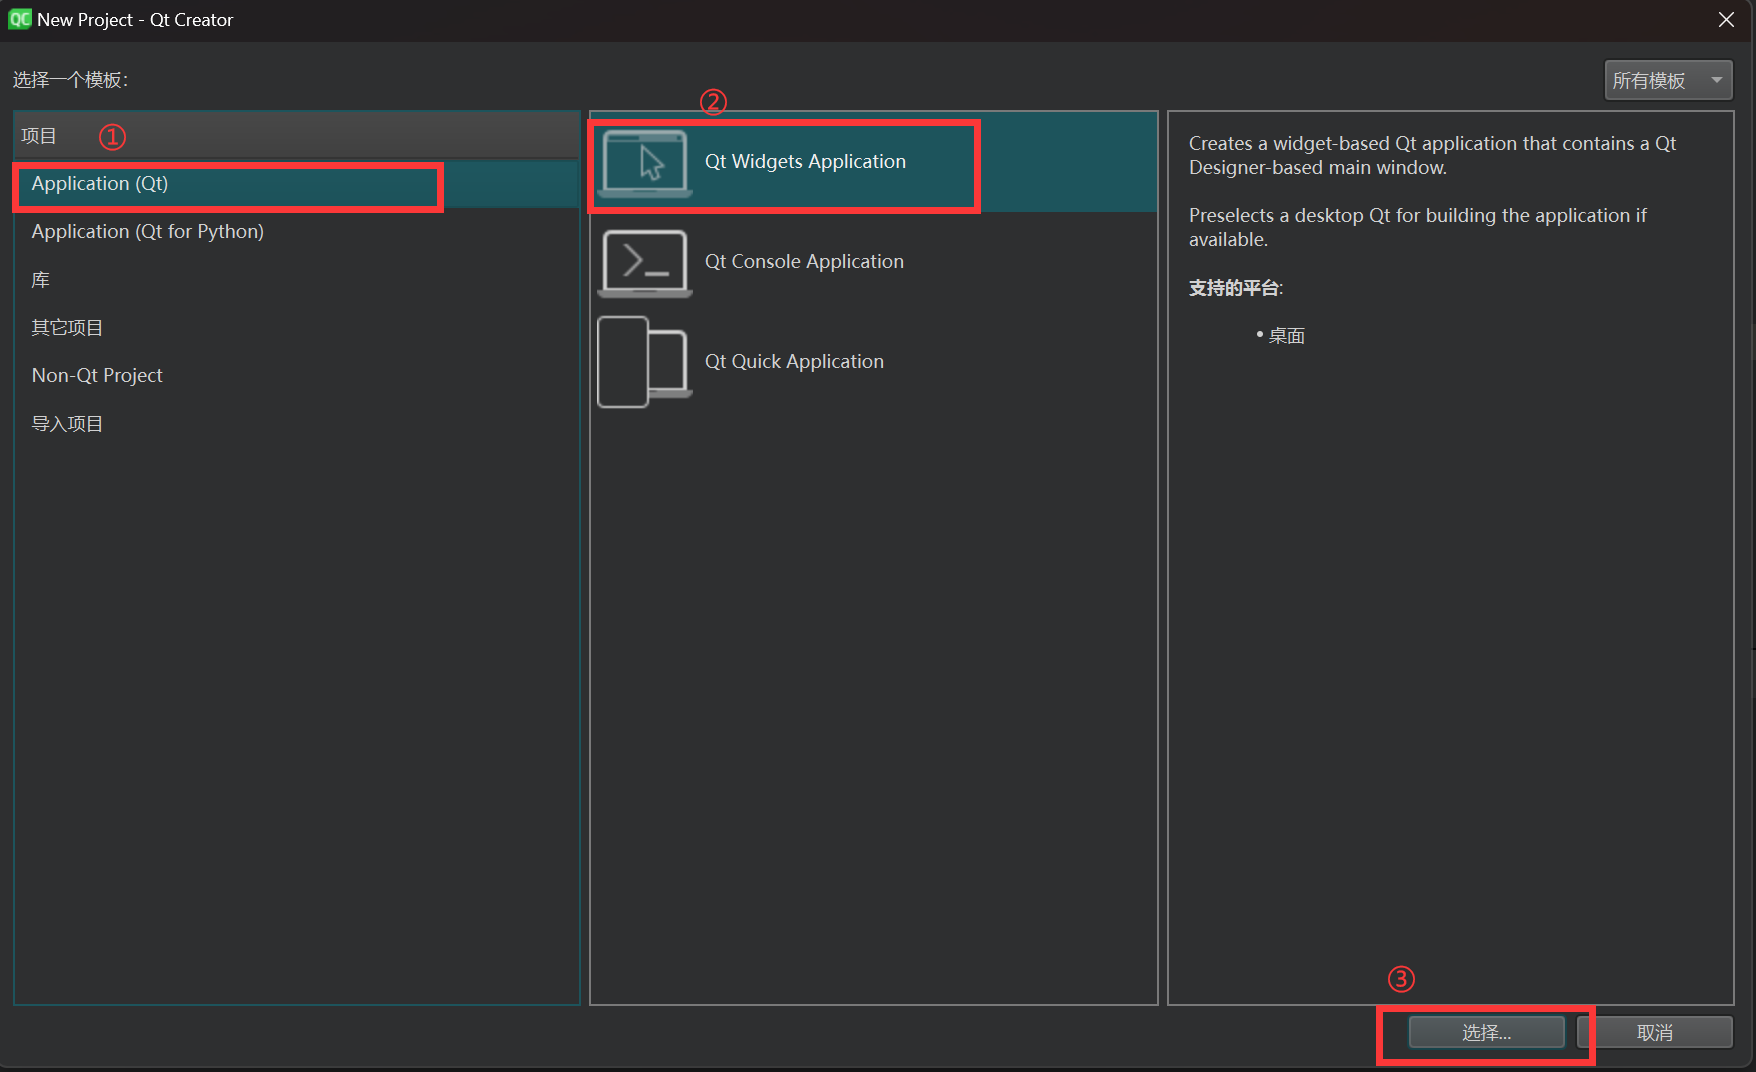 QC New Project - Qt Creator
选择一个模板:
所有模板
项目 ①
Application (Qt)
Application (Qt for Python)
库
其它项目
Non-Qt Project
导入项目
②
Qt Widgets Application
Qt Console Application
Qt Quick Application
Creates a widget-based Qt application that contains a Qt
Designer-based main window.
Preselects a desktop Qt for building the application if
available.
支持的平台:
• 桌面
③
选择...
取消